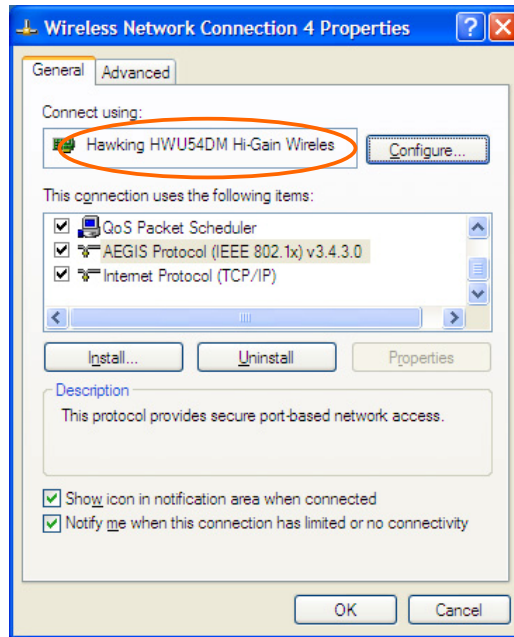 Wireless Network Connection 4 Properties
General Advanced
Connect using:
Hawking HWU54DM Hi-Gain Wireles
Configure...
This connection uses the following items:
QoS Packet Scheduler
AEGIS Protocol (IEEE 802.1x) v3.4.3.0
Internet Protocol (TCP/IP)
Install... Uninstall Properties
Description
This protocol provides secure port-based network access.
Show icon in notification area when connected
Notify me when this connection has limited or no connectivity
OK Cancel